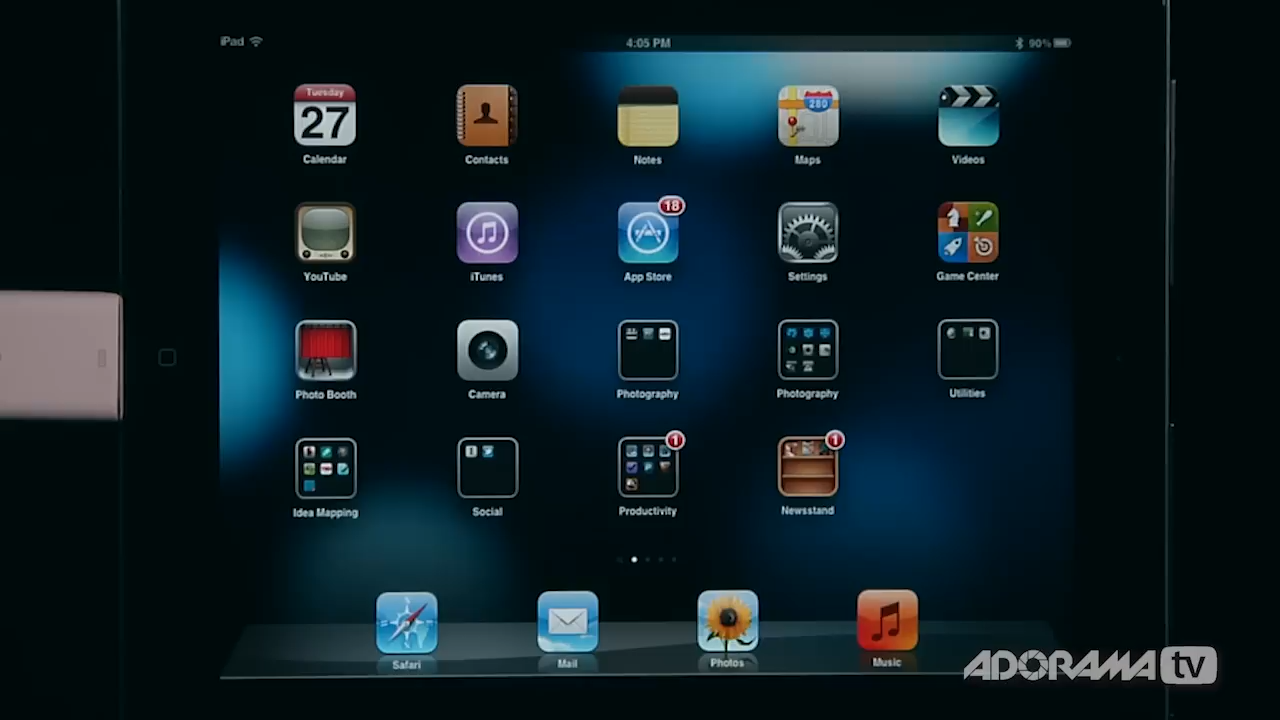 iPad
4:05 PM
90%
Tuesday
27
280
Calendar
Contacts
Notes
Maps
Videos
18
YouTube
iTunes
App Store
Settings
Game Center
Photo Booth
Camera
Photography
Photography
Utilities
1
1
Idea Mapping
Social
Productivity
Newsstand
Safari
Mail
Photos
Music
ADORAMA tv